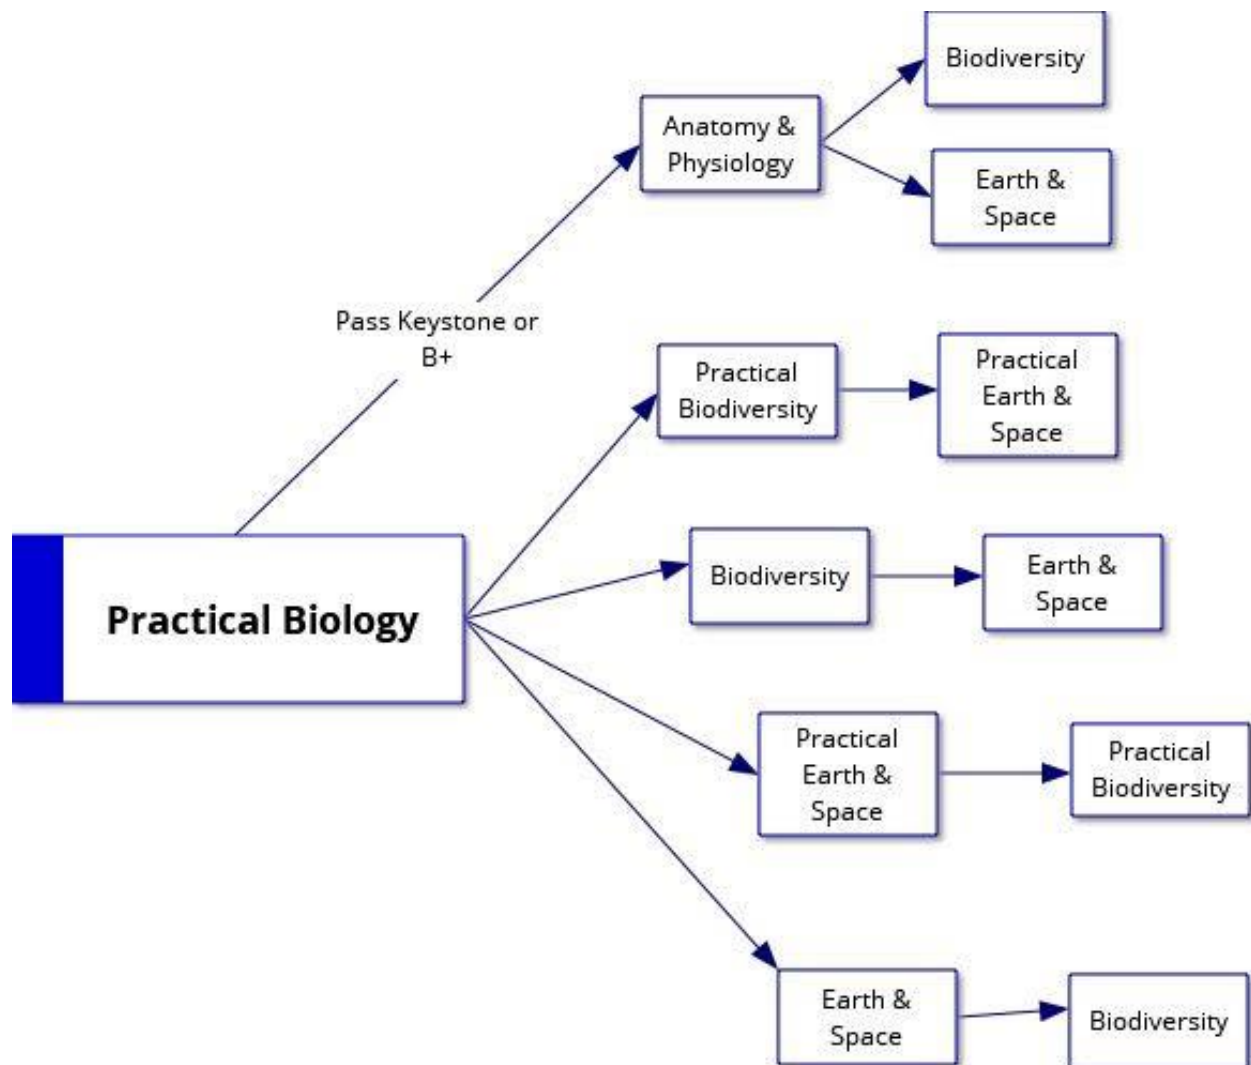 Biodiversity
Anatomy &
Physiology
Earth &
Space
Pass Keystone or
B+
Practical
Biodiversity
Practical
Earth &
Space
Biodiversity
Earth &
Space
Practical Biology
Practical
Earth &
Space
Practical
Biodiversity
Earth &
Space
Biodiversity